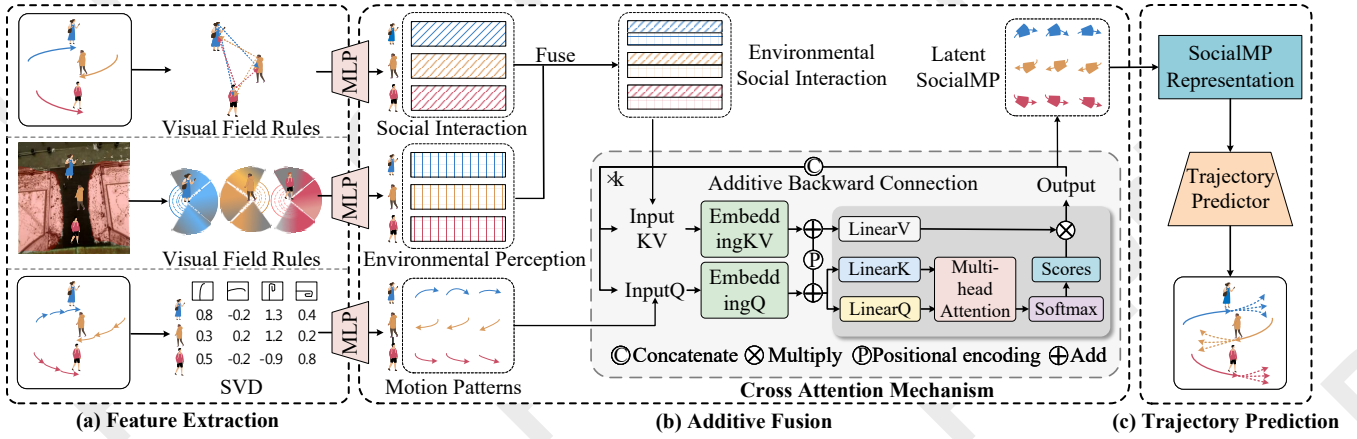 Visual Field Rules
MLP
Social Interaction
Fuse
Environmental
Social Interaction
Latent
SocialMP
SocialMP
Representation
Visual Field Rules
MLP
Environmental Perception
×k
Additive Backward Connection
C
Output
Input
KV
Embedd
ingKV
LinearV
P
InputQ
Embedd
ingQ
LinearK
LinearQ
Multi-
head
Attention
Scores
Softmax
Trajectory
Predictor
0.8 -0.2 1.3 0.4
0.3 0.2 1.2 0.2
0.5 -0.2 -0.9 0.8
SVD
MLP
Motion Patterns
C Concatenate ⊗ Multiply P Positional encoding ⊕ Add
Cross Attention Mechanism
(a) Feature Extraction
(b) Additive Fusion
(c) Trajectory Prediction